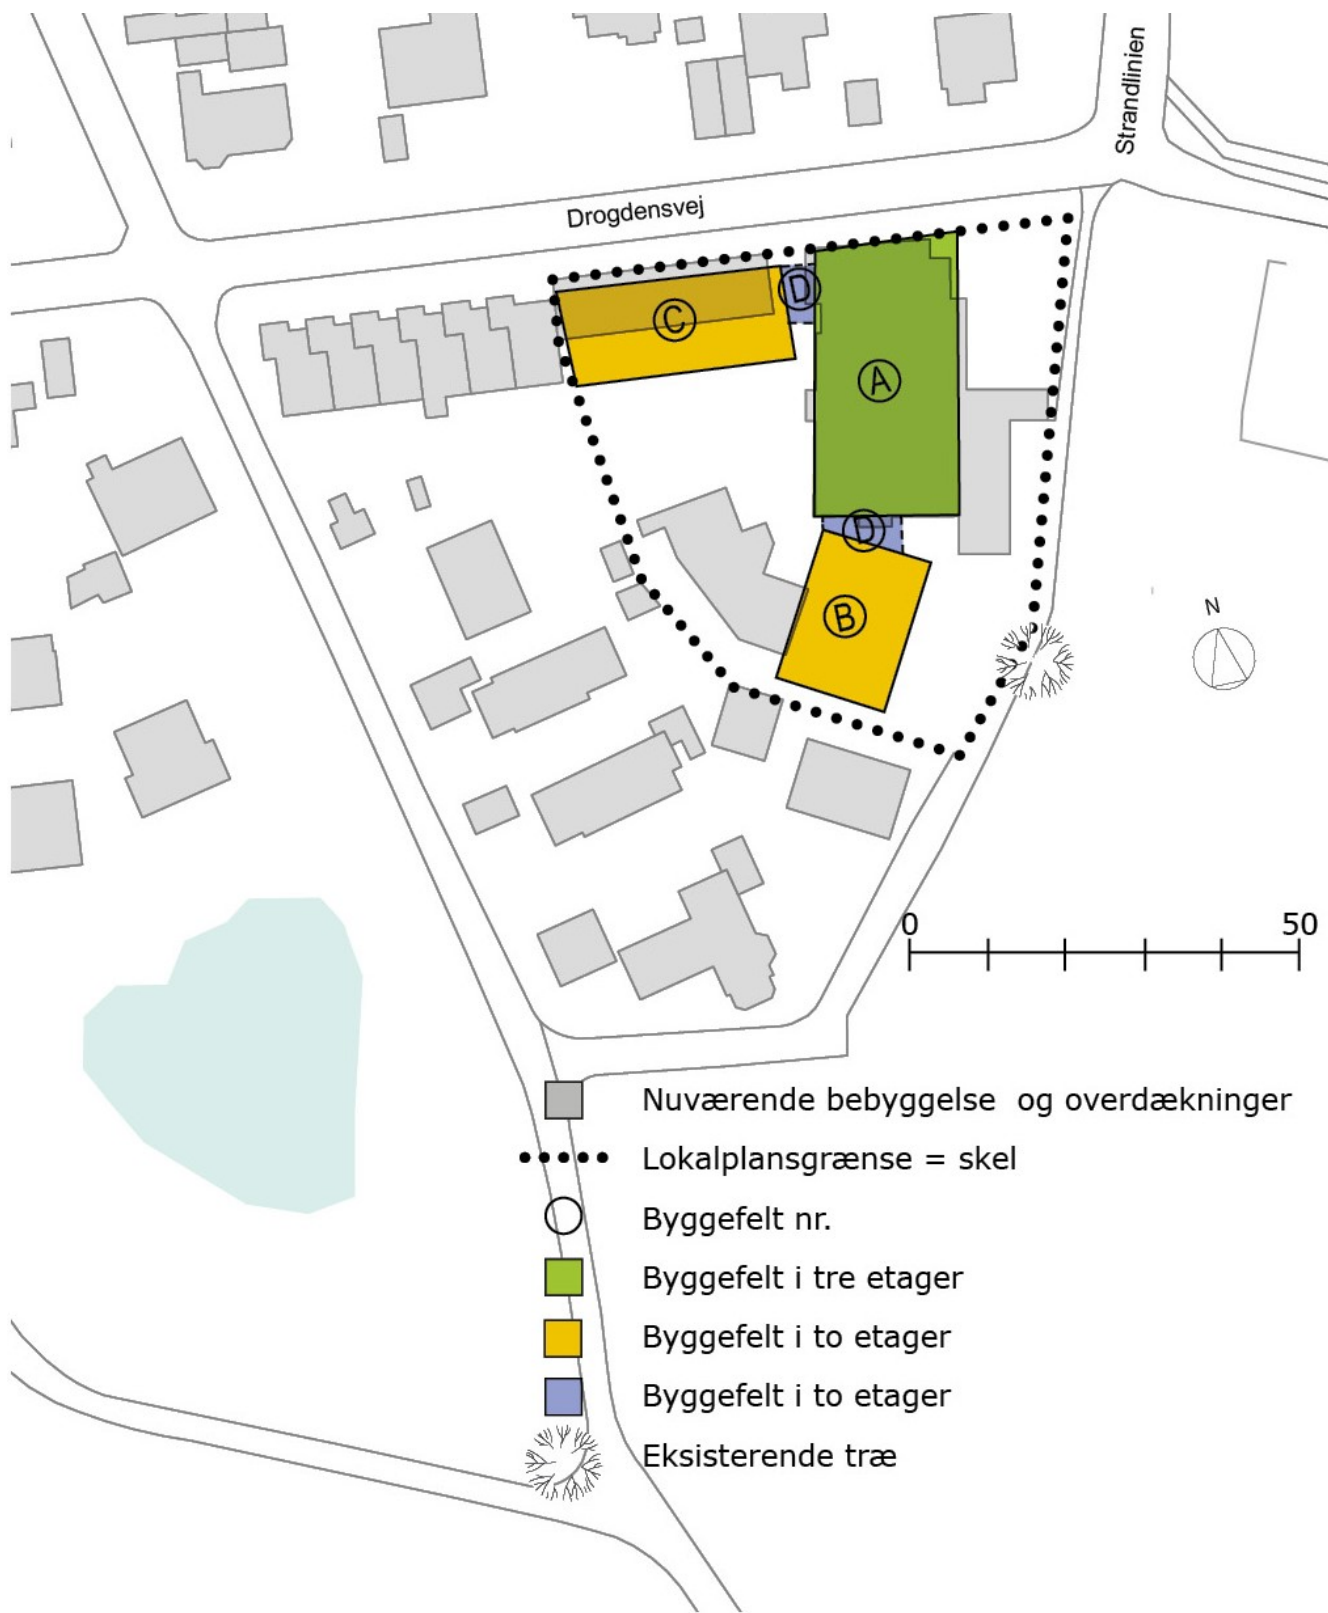 Strandlinien
Drogdensvej
D
C
A
D
B
N
0 50
Nuværende bebyggelse og overdækninger
Lokalplansgrænse = skel
Byggefelt nr.
Byggefelt i tre etager
Byggefelt i to etager
Byggefelt i to etager
Eksisterende træ